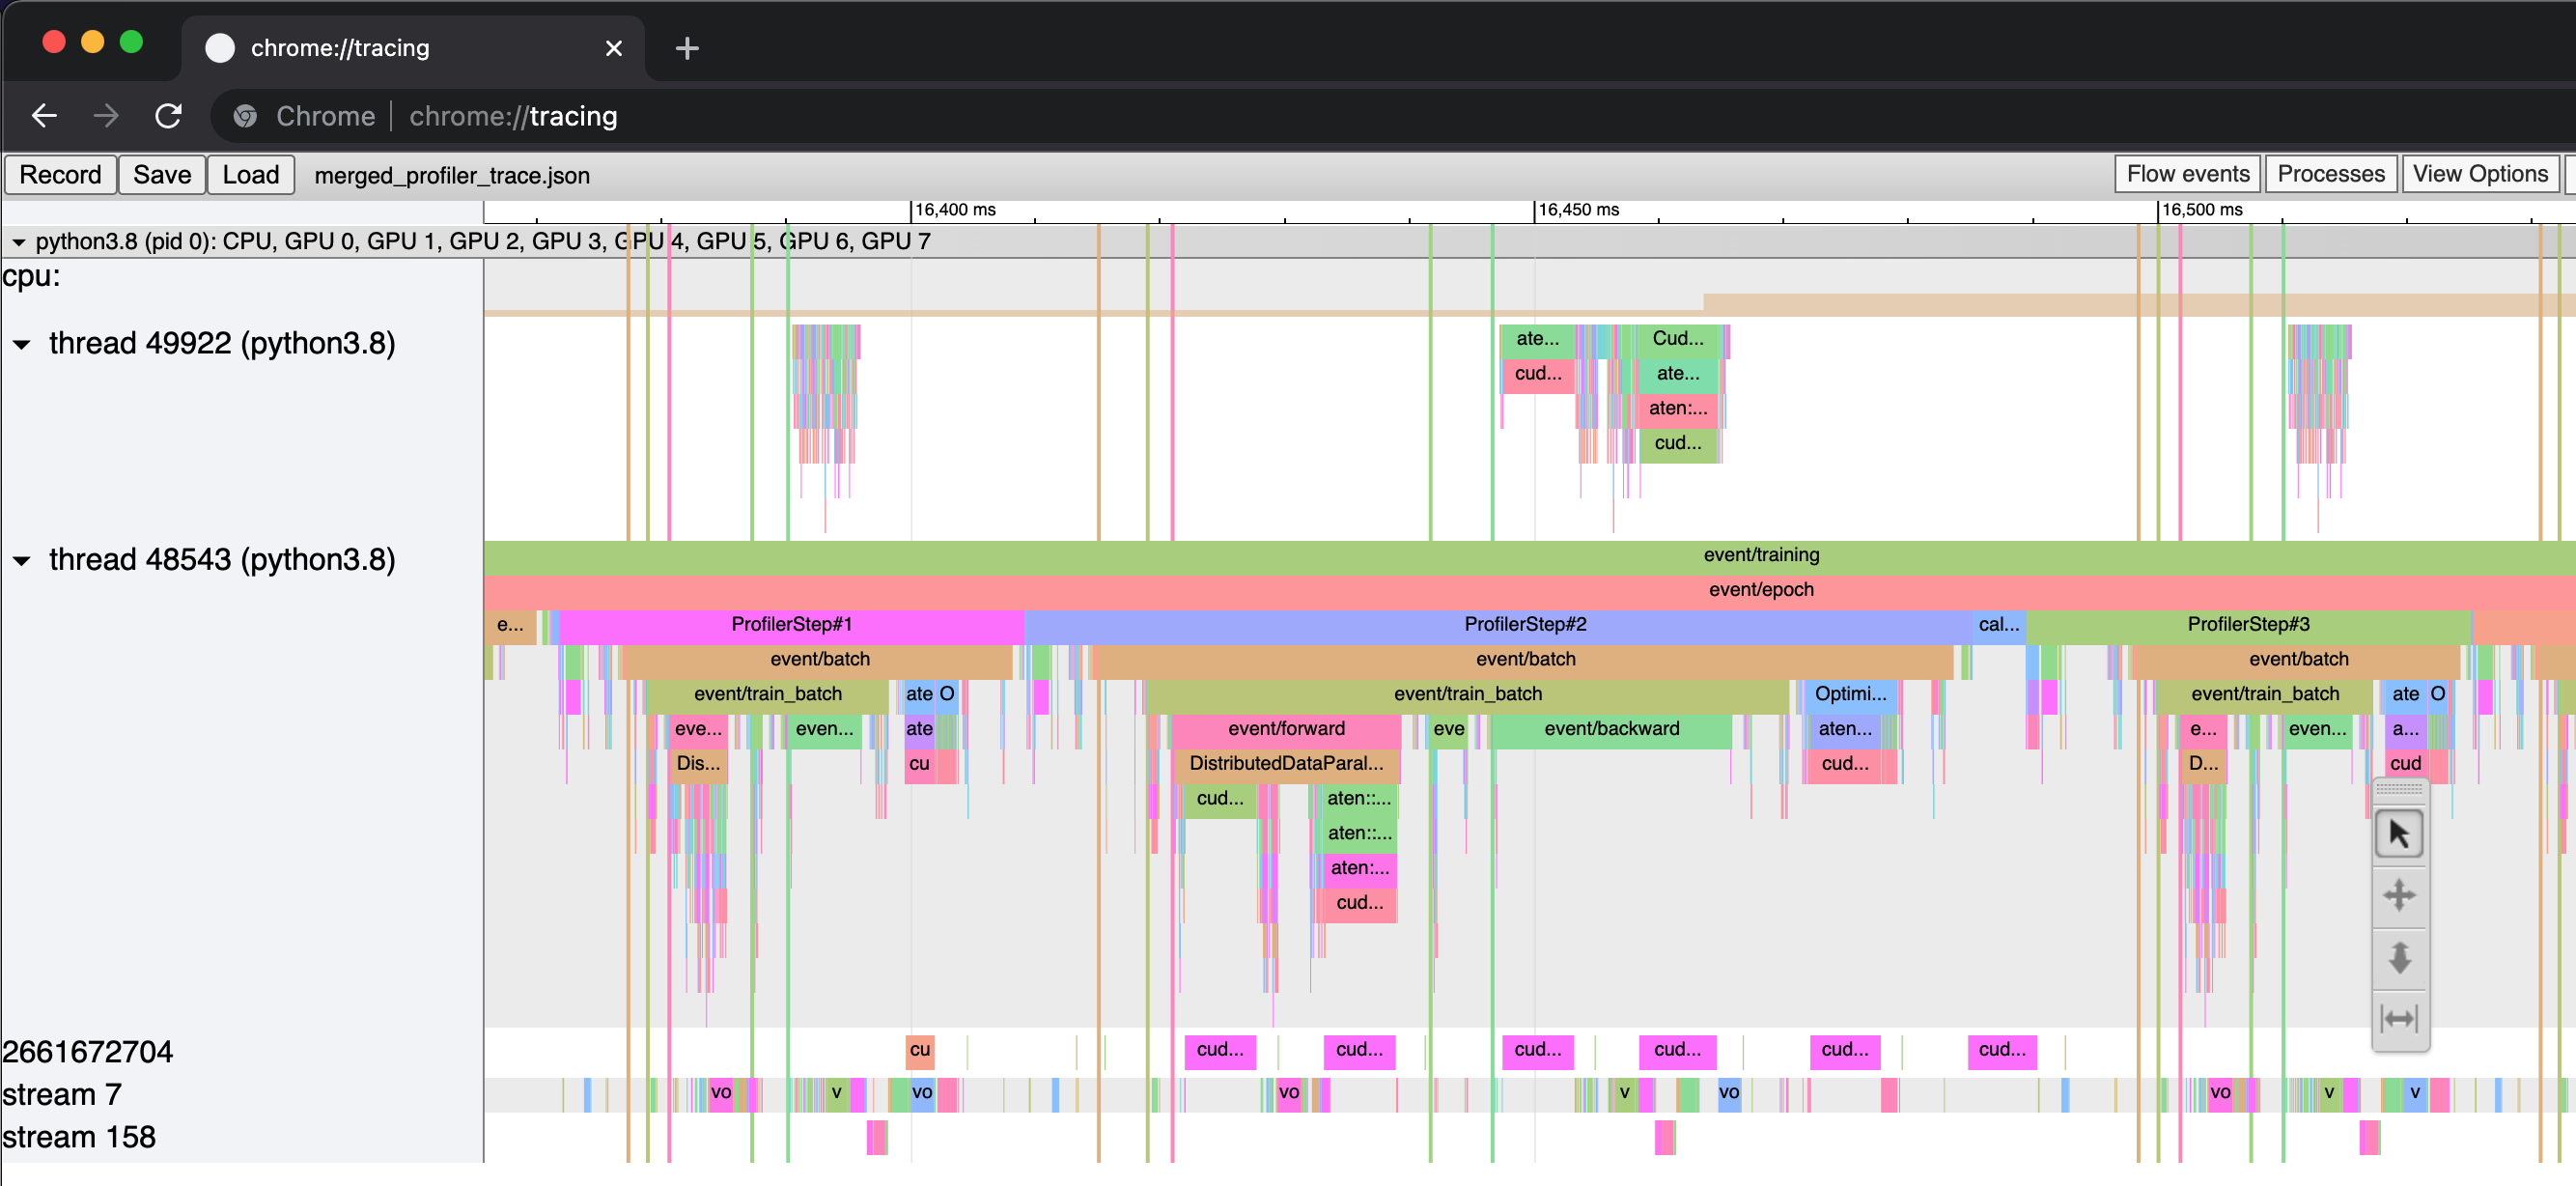 chrome://tracing
Chrome | chrome://tracing
Record Save Load merged_profiler_trace.json Flow events Processes View Options
16,400 ms 16,450 ms 16,500 ms
python3.8 (pid 0): CPU, GPU 0, GPU 1, GPU 2, GPU 3, GPU 4, GPU 5, GPU 6, GPU 7
cpu:
thread 49922 (python3.8)
ate... Cud...
cud... ate...
aten:...
cud...
thread 48543 (python3.8)
event/training
event/epoch
e... ProfilerStep#1 ProfilerStep#2 cal... ProfilerStep#3
event/batch event/batch event/batch
event/train_batch ate O event/train_batch Optimi... event/train_batch ate O
eve... even... ate event/forward eve event/backward aten... e... even... a...
Dis... cu DistributedDataParal... cud... D... cud
cud... aten::...
aten::...
aten:...
cud...
2661672704 cu cud... cud... cud... cud... cud... cud...
stream 7 vo v vo vo v vo vo v v
stream 158